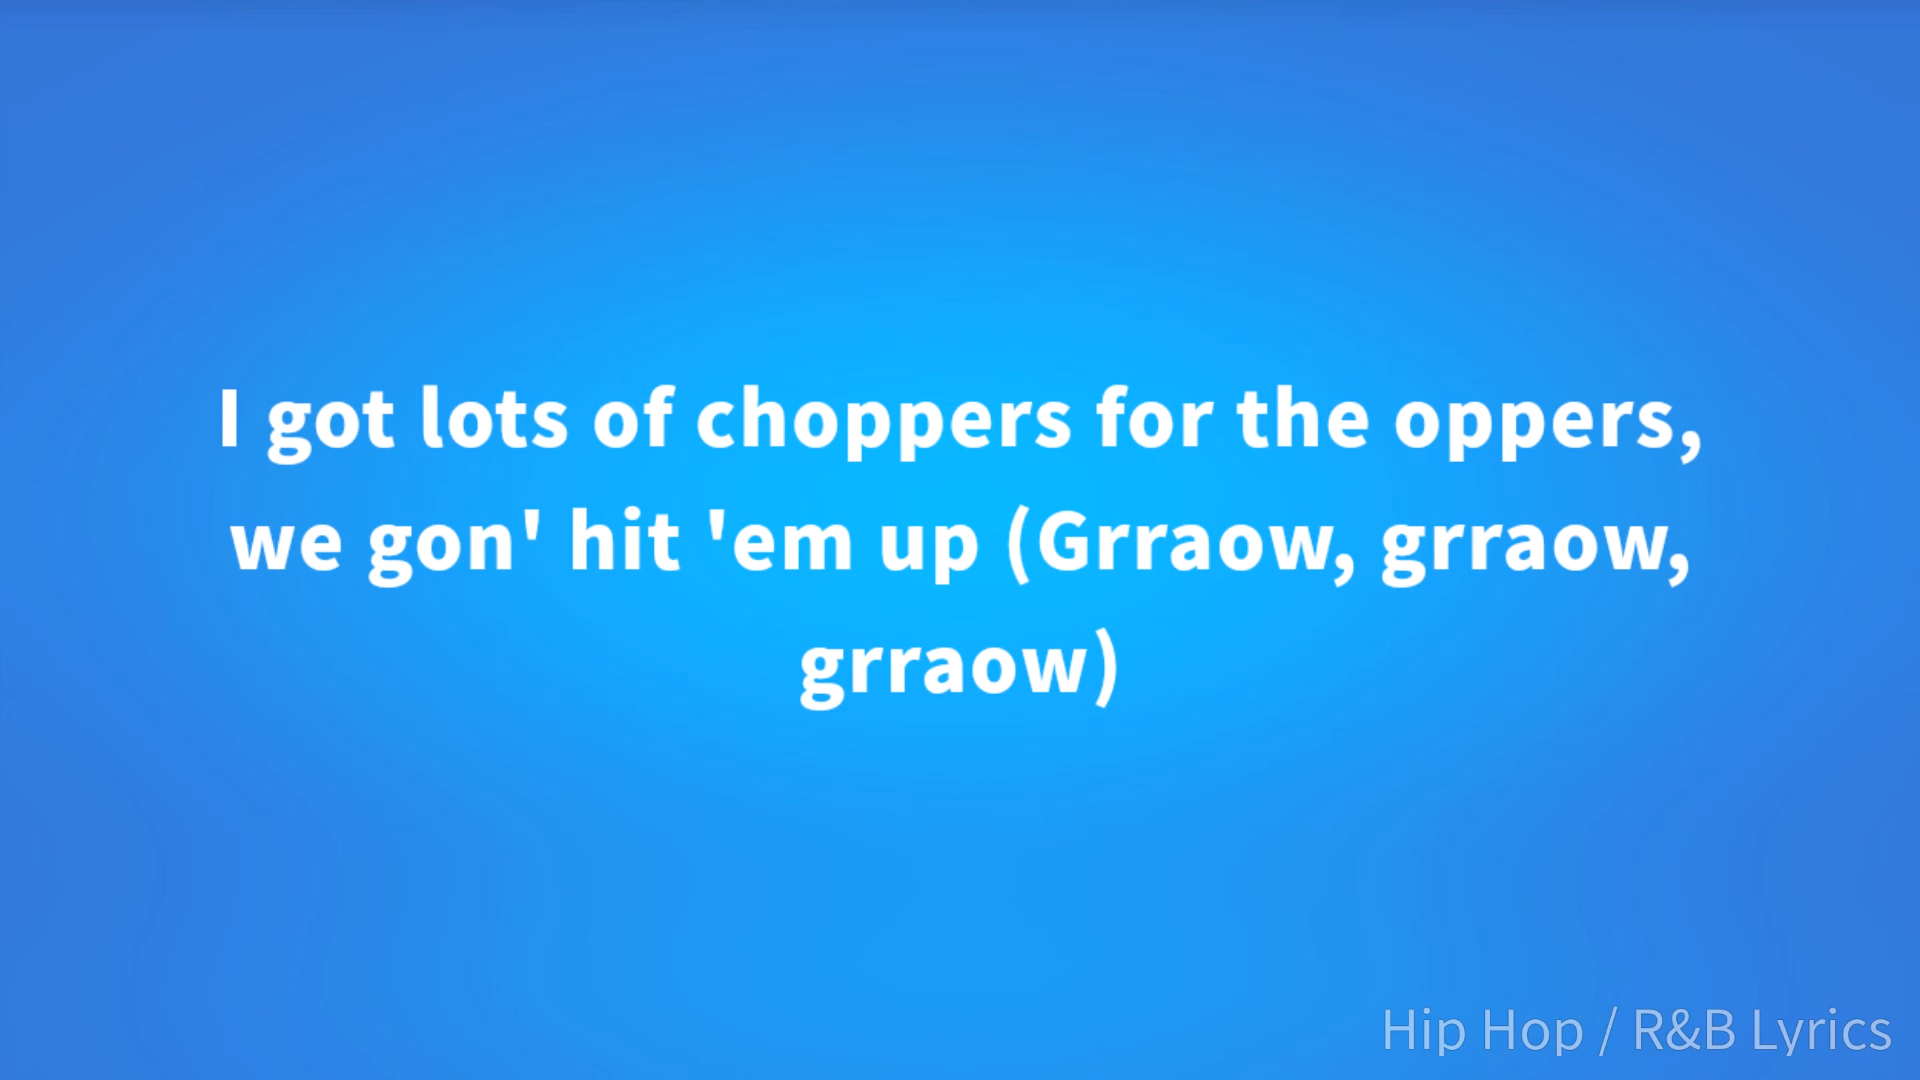 I got lots of choppers for the oppers,
we gon' hit 'em up (Grraow, grraow,
grraow)
Hip Hop / R&B Lyrics